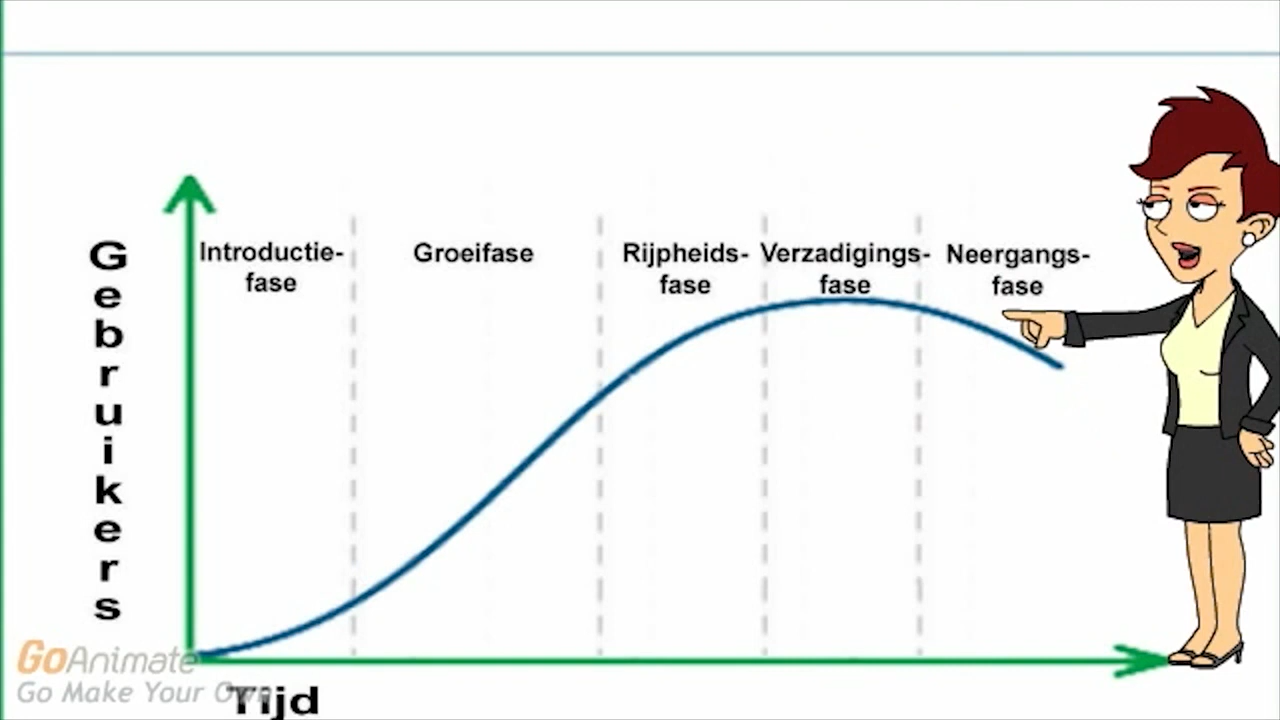 Introductie-
fase
Groeifase
Rijpheids-
fase
Verzadigings-
fase
Neergangs-
fase
Gebruikers
GoAnimate
Go Make Your Own
Tijd